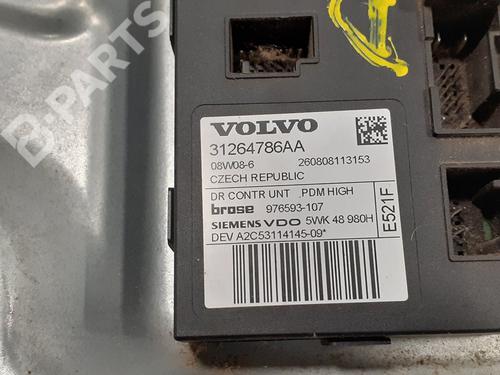 VOLVO
31264786AA
08W08-6 260808113153
CZECH REPUBLIC
DR CONTR UNT ,PDM HIGH
brose 976593-107
SIEMENS VDO 5WK 48 980H
DEV A2C53114145-09*
E521F
B-PARTS